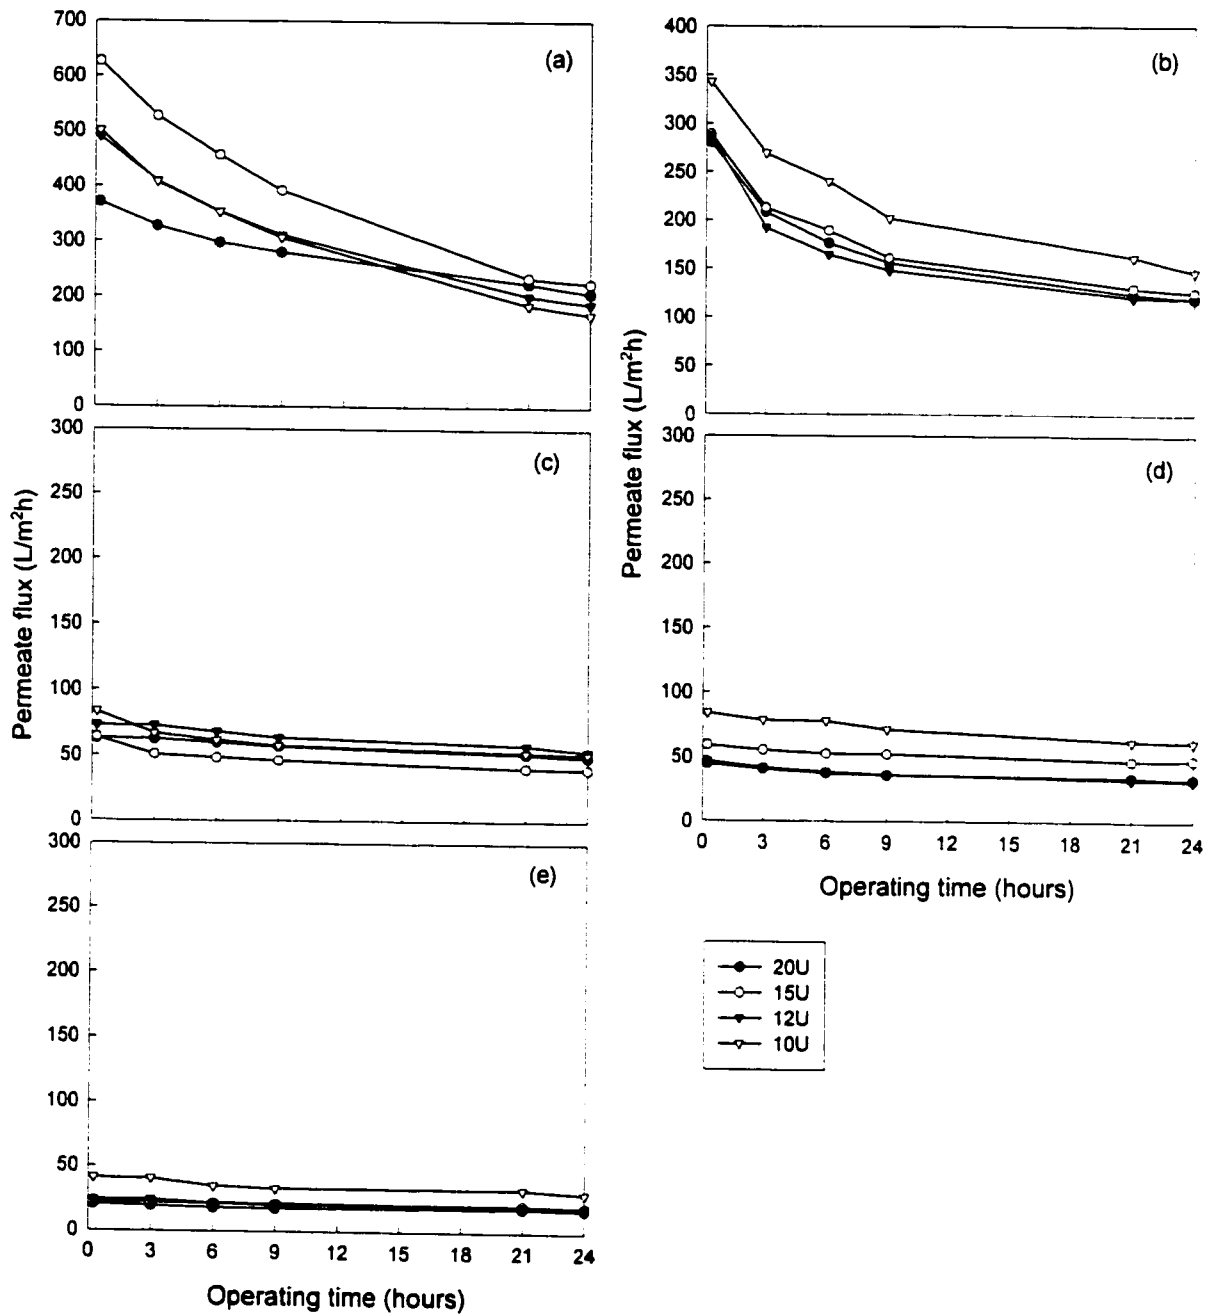 (a)
700
600
500
400
300
200
100
0
(b)
400
350
300
250
200
150
100
50
0
(c)
300
250
200
150
100
50
0
(d)
300
250
200
150
100
50
0
0 3 6 9 12 15 18 21 24
Operating time (hours)
(e)
300
250
200
150
100
50
0
0 3 6 9 12 15 18 21 24
Operating time (hours)
Permeate flux (L/m²h)
Permeate flux (L/m²h)
20U
15U
12U
10U